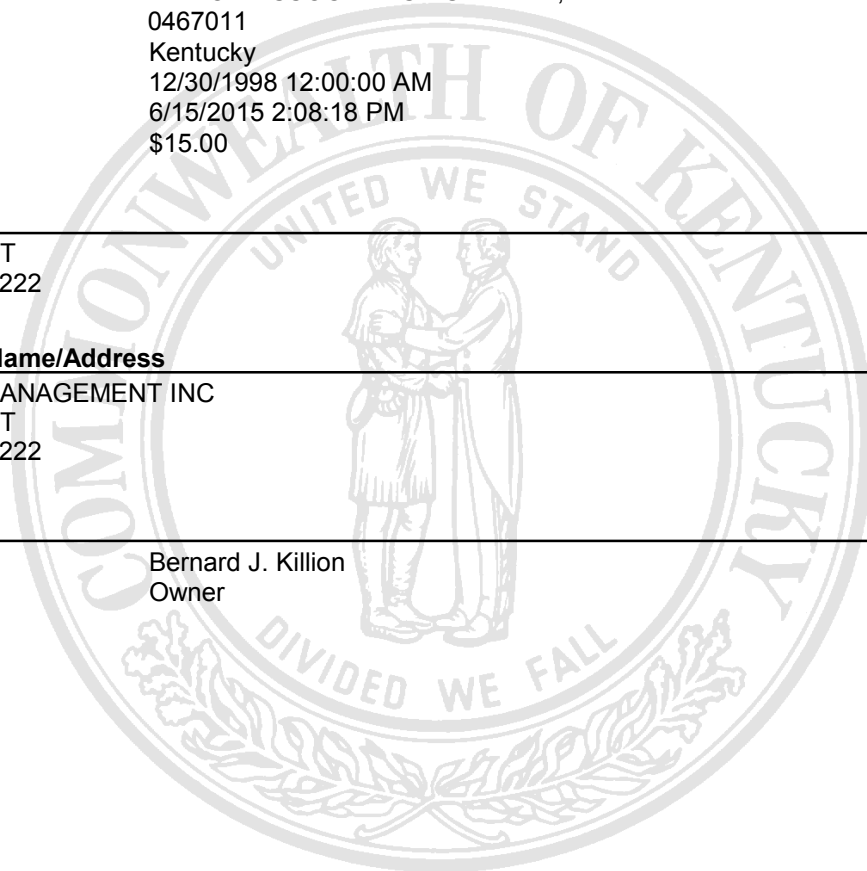 0467011
Kentucky
12/30/1998 12:00:00 AM
6/15/2015 2:08:18 PM
$15.00
COMMONWEALTH OF KENTUCKY
UNITED WE STAND
T
222
lame/Address
ANAGEMENT INC
T
222
Bernard J. Killion
Owner
DIVIDED WE FALL